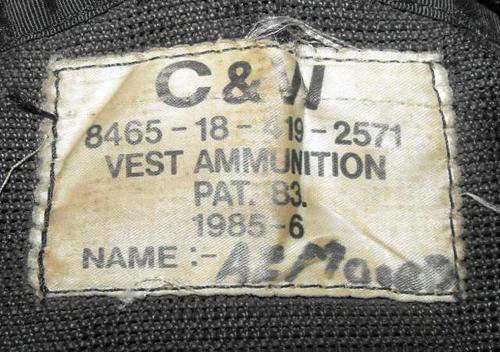 C & W
8465-18-419-2571
VEST AMMUNITION
PAT. 83.
1985-6
NAME :-